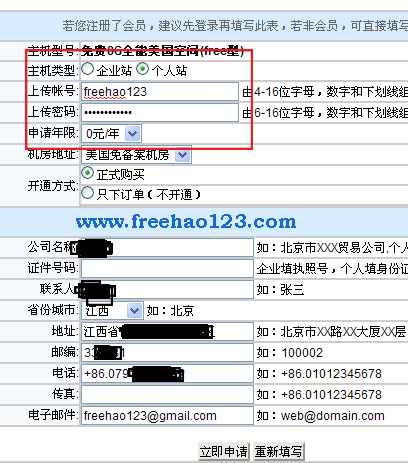 若您注册了会员，建议先登录再填写此表，若非会员，可直接填写
主机型号: 免费8G全能美国空间(free型)
主机类型: 企业站 个人站
上传帐号: freehao123 由4-16位字母，数字和下划线组
上传密码: •••••••••••• 由6-16位字母，数字和下划线组
申请年限: 0元/年
机房地址: 美国免备案机房
开通方式: 正式购买
只下订单（不开通）
www.freehao123.com
公司名称 如：北京市XXX贸易公司,个人
证件号码: 企业填执照号，个人填身份证
联系人 如：张三
省份城市: 江西 如：北京
地址: 江西省 如：北京市XX路XX大厦XX层
邮编: 33 如：100002
电话: +86.079 如：+86.01012345678
传真: 如：+86.01012345678
电子邮件: freehao123@gmail.com 如：web@domain.com
立即申请 重新填写